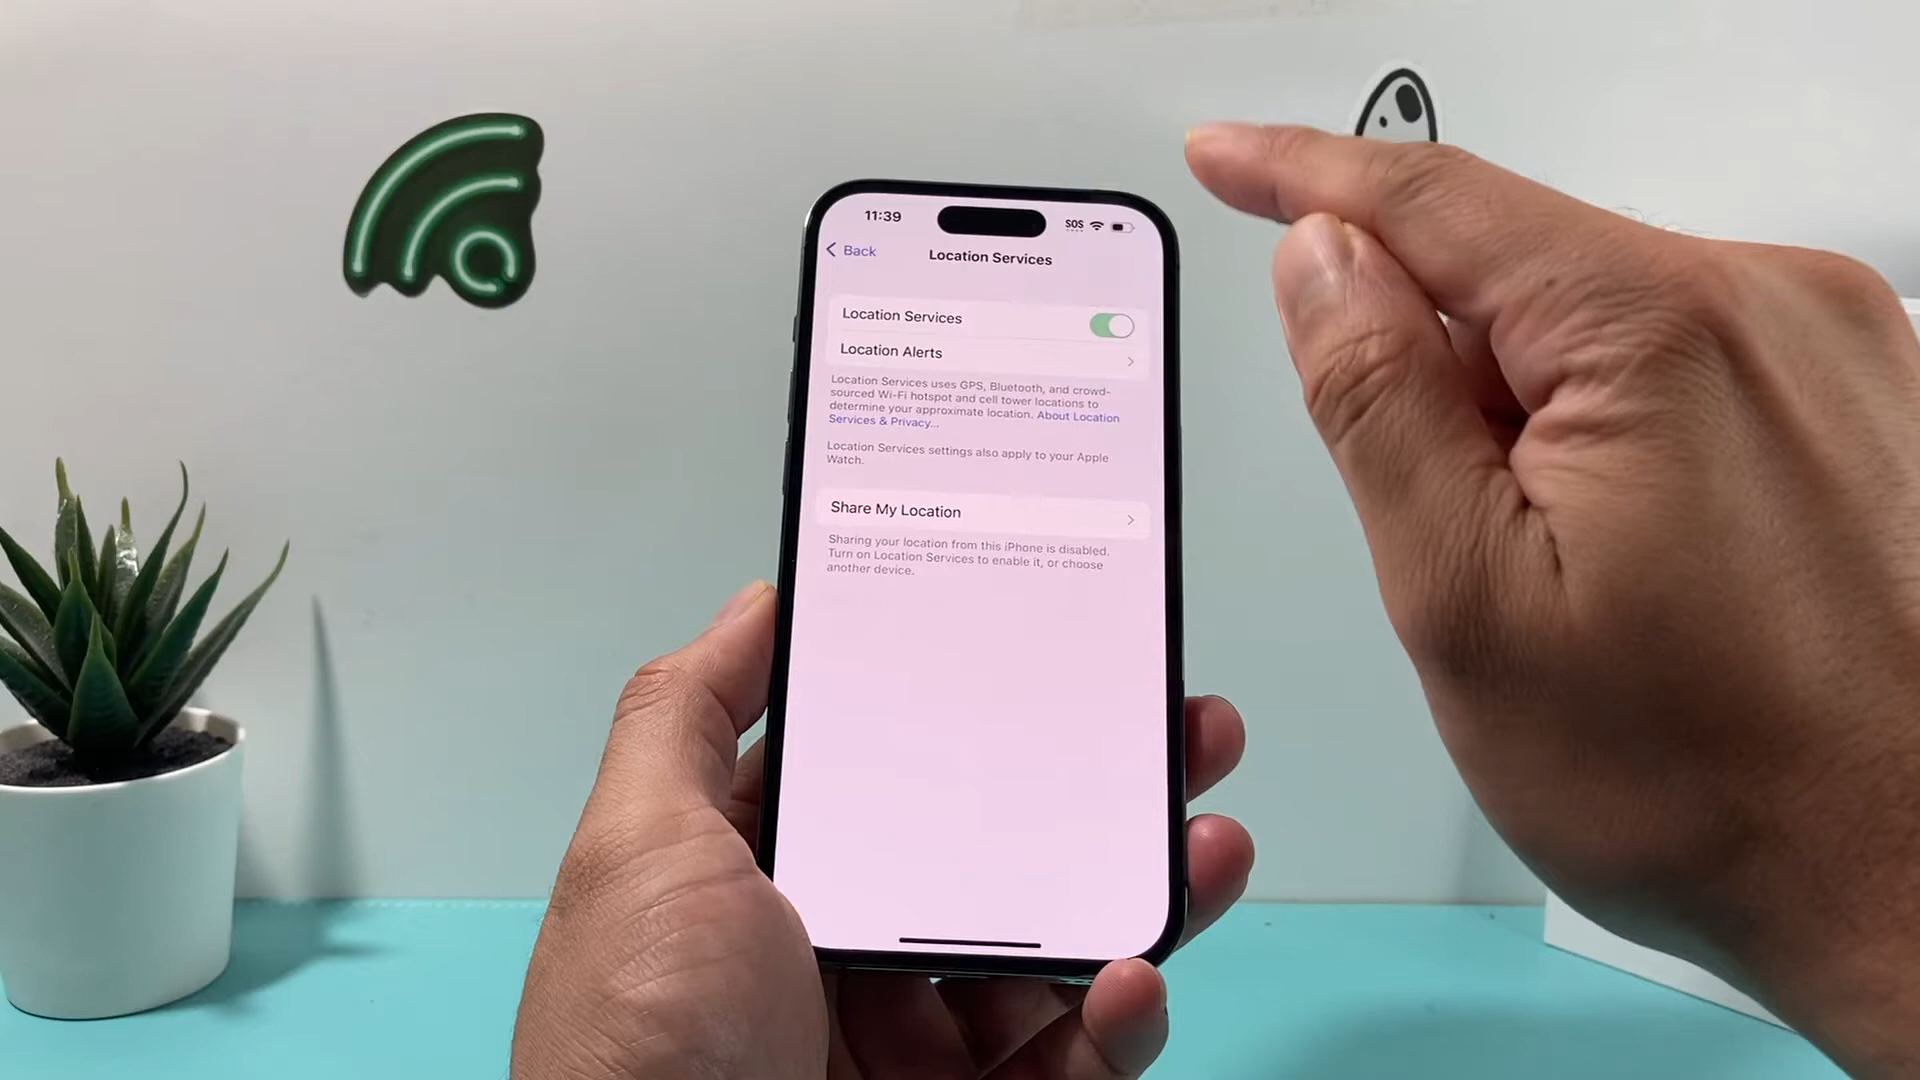 11:39
SOS
Back
Location Services
Location Services
Location Alerts
Location Services uses GPS, Bluetooth, and crowd-
sourced Wi-Fi hotspot and cell tower locations to
determine your approximate location. About Location
Services & Privacy...
Location Services settings also apply to your Apple
Watch.
Share My Location
Sharing your location from this iPhone is disabled.
Turn on Location Services to enable it, or choose
another device.